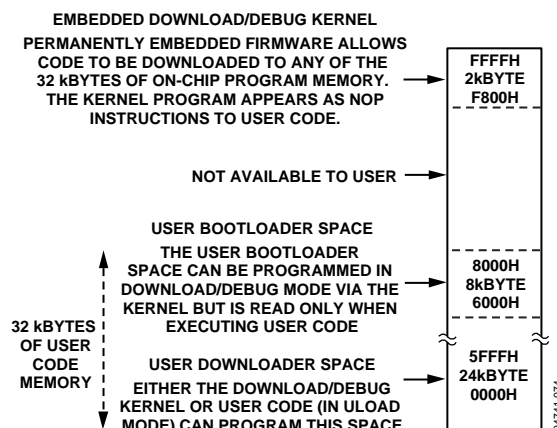 EMBEDDED DOWNLOAD/DEBUG KERNEL
PERMANENTLY EMBEDDED FIRMWARE ALLOWS
CODE TO BE DOWNLOADED TO ANY OF THE
32 kBYTES OF ON-CHIP PROGRAM MEMORY.
THE KERNEL PROGRAM APPEARS AS NOP
INSTRUCTIONS TO USER CODE.
FFFFH
2kBYTE
F800H
NOT AVAILABLE TO USER
USER BOOTLOADER SPACE
THE USER BOOTLOADER
SPACE CAN BE PROGRAMMED IN
DOWNLOAD/DEBUG MODE VIA THE
KERNEL BUT IS READ ONLY WHEN
EXECUTING USER CODE
8000H
8kBYTE
6000H
32 kBYTES
OF USER
CODE
MEMORY
USER DOWNLOADER SPACE
EITHER THE DOWNLOAD/DEBUG
KERNEL OR USER CODE (IN ULOAD
MODE) CAN PROGRAM THIS SPACE
5FFFH
24kBYTE
0000H